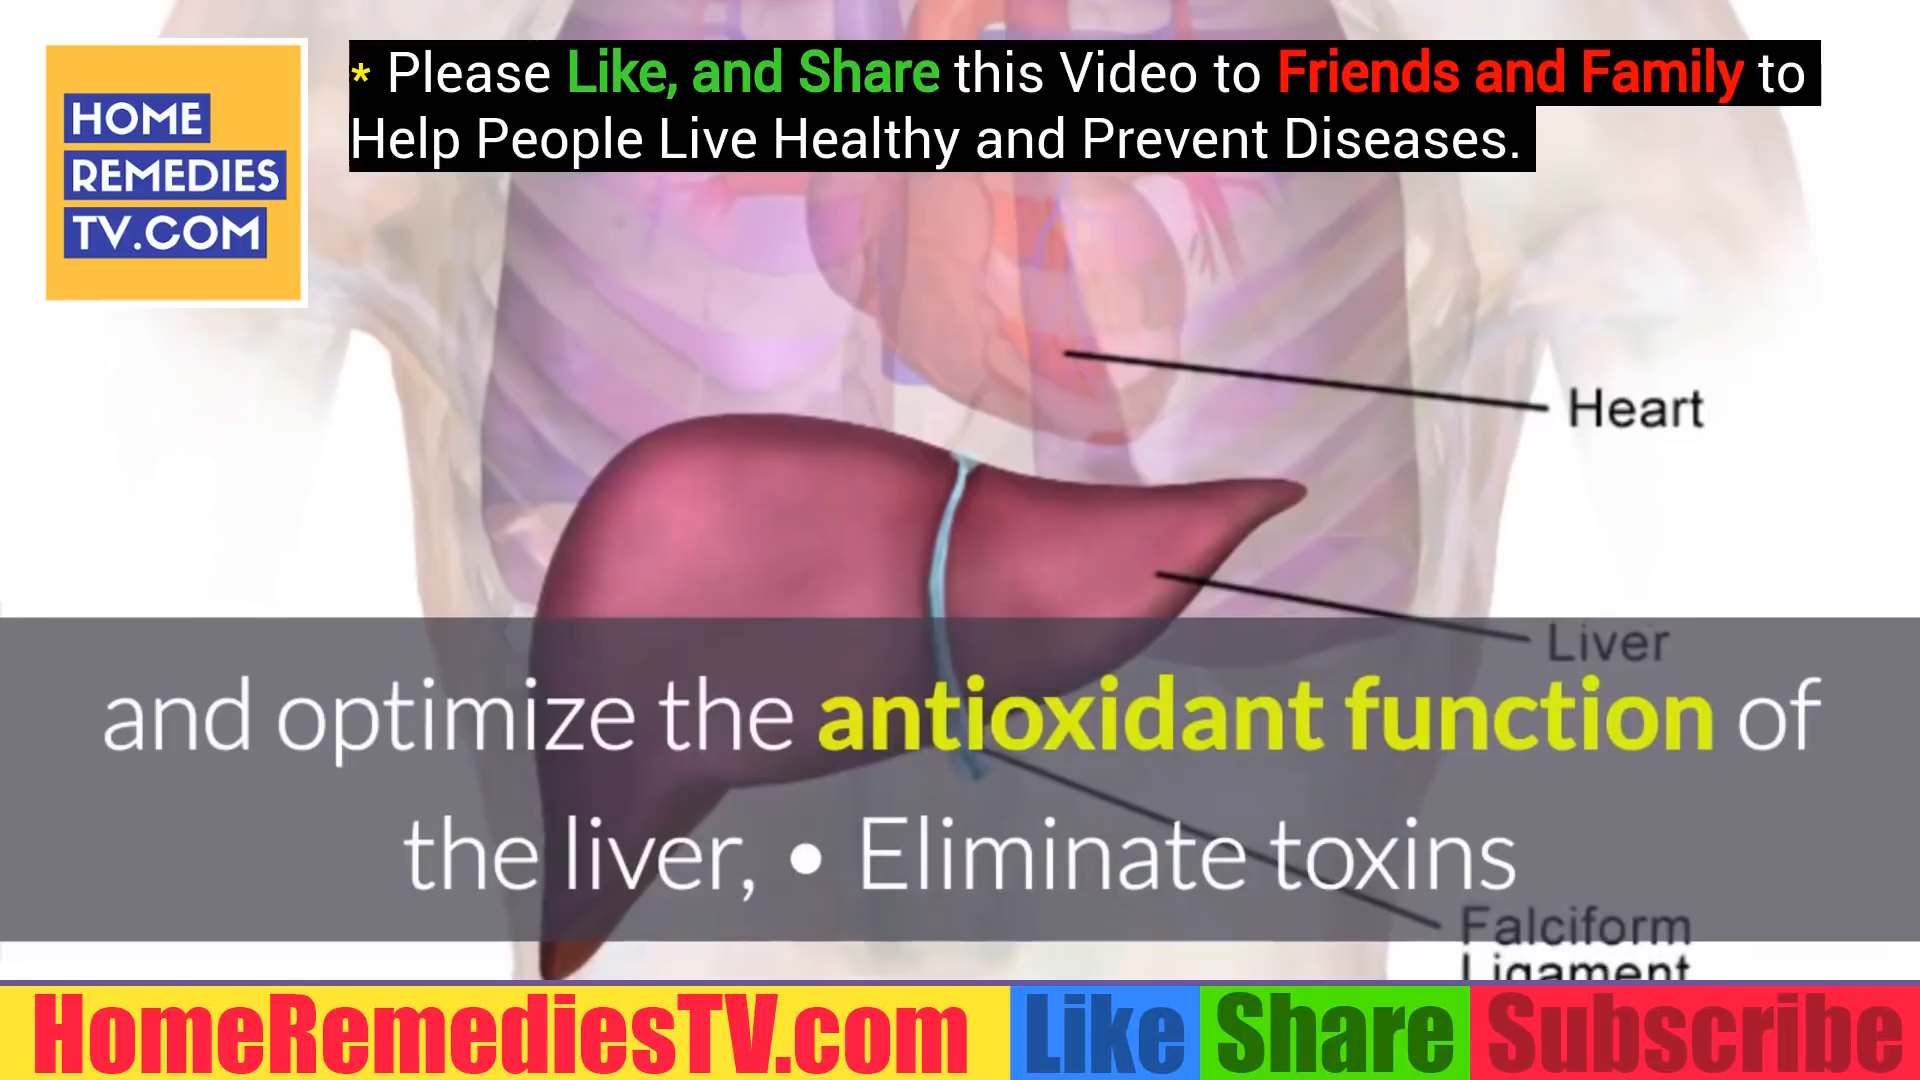 HOME
REMEDIES
TV.COM
* Please Like, and Share this Video to Friends and Family to
Help People Live Healthy and Prevent Diseases.
Heart
Liver
and optimize the antioxidant function of
the liver, • Eliminate toxins
Falciform
Ligament
HomeRemediesTV.com Like Share Subscribe